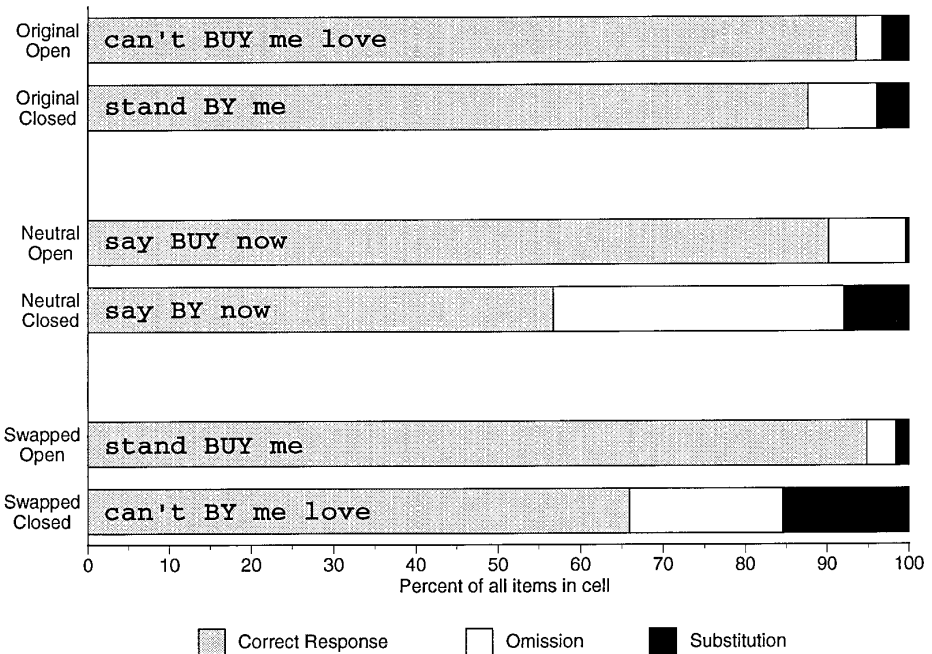 Original
Open
can't BUY me love
Original
Closed
stand BY me
Neutral
Open
say BUY now
Neutral
Closed
say BY now
Swapped
Open
stand BUY me
Swapped
Closed
can't BY me love
0 10 20 30 40 50 60 70 80 90 100
Percent of all items in cell
Correct Response Omission Substitution